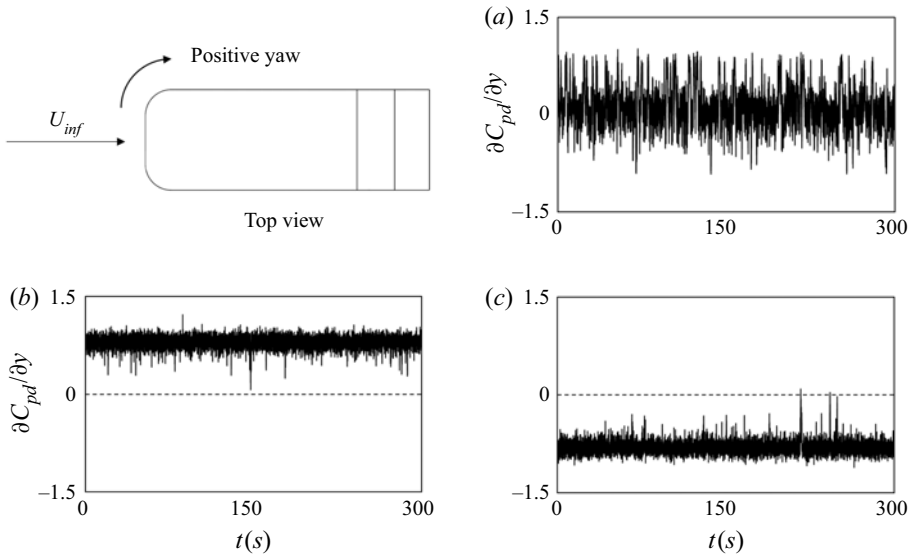 Positive yaw
U_inf
Top view
(a)
1.5
0
–1.5
∂C_pd/∂y
0
150
300
(b)
1.5
0
–1.5
∂C_pd/∂y
0
150
300
t(s)
(c)
1.5
0
–1.5
0
150
300
t(s)